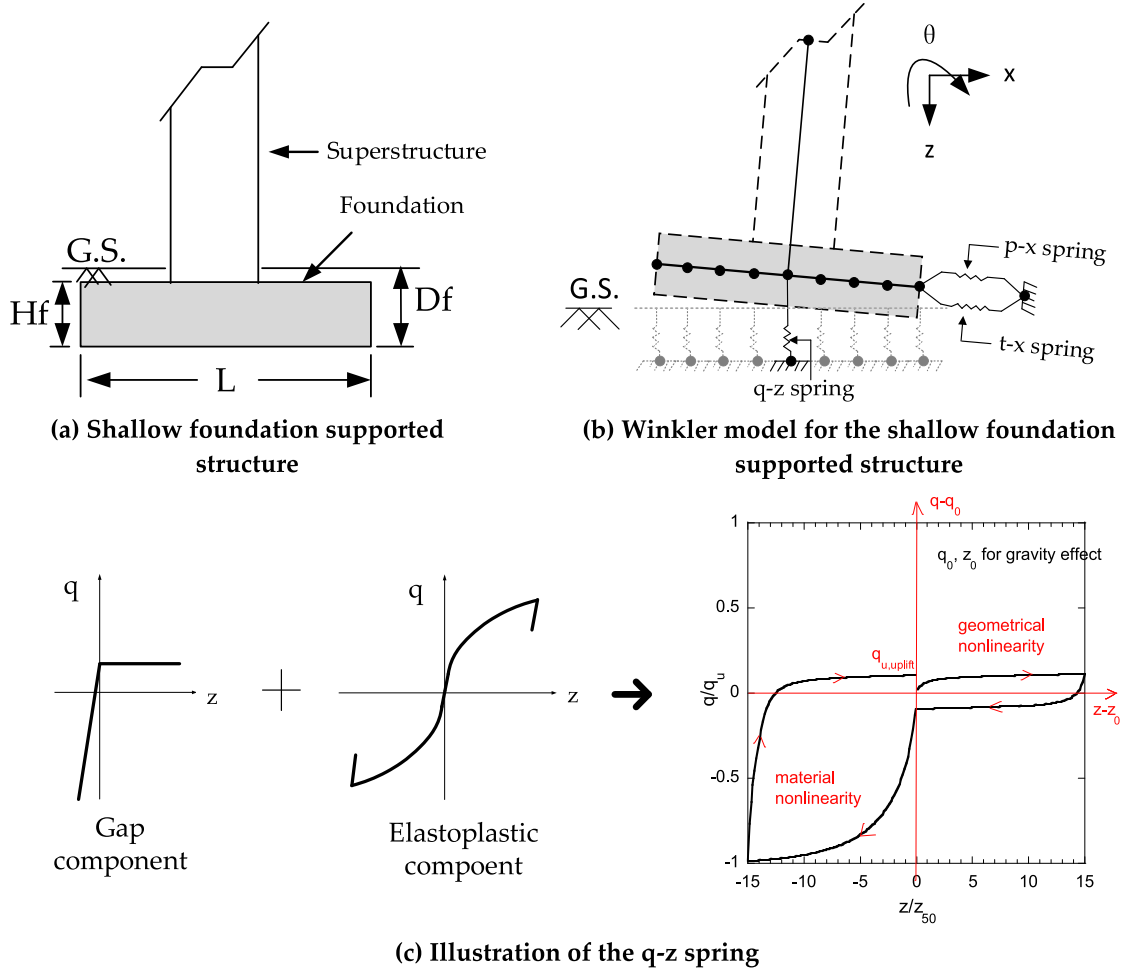 Superstructure
Foundation
G.S.
Hf
Df
L
(a) Shallow foundation supported
structure
θ
x
z
p-x spring
G.S.
t-x spring
q-z spring
(b) Winkler model for the shallow foundation
supported structure
q
z
Gap
component
+
q
z
Elastoplastic
compoent
q-q0
1
q0, z0 for gravity effect
0.5
geometrical
nonlinearity
qu,uplift
q/qu
0
z-z0
-0.5
material
nonlinearity
-1
-15 -10 -5 0 5 10 15
z/z50
(c) Illustration of the q-z spring